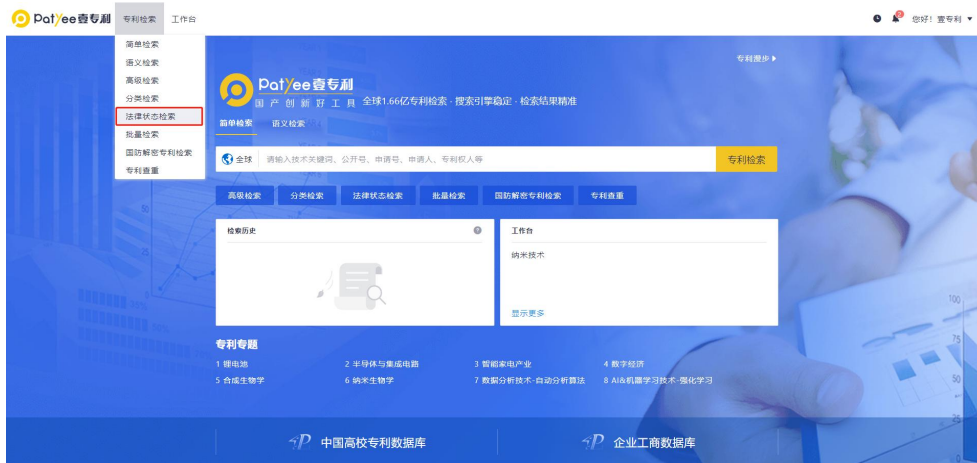 Patyee壹专利 专利检索 工作台 2 您好！壹专利
简单检索
语义检索
高级检索
分类检索
法律状态检索
批量检索
国防解密专利检索
专利查重
专利漫步
Patyee壹专利
国产创新好工具 全球1.66亿专利检索 - 搜索引擎稳定 - 检索结果精准
简单检索 语义检索
全球 请输入技术关键词、公开号、申请号、申请人、专利权人等 专利检索
高级检索 分类检索 法律状态检索 批量检索 国防解密专利检索 专利查重
检索历史 ? 工作台
纳米技术
显示更多
专利专题
1 锂电池 2 半导体与集成电路 3 智能家电产业 4 数字经济
5 合成生物学 6 纳米生物学 7 数据分析技术-自动分析算法 8 AI&机器学习技术-强化学习
中国高校专利数据库 企业工商数据库